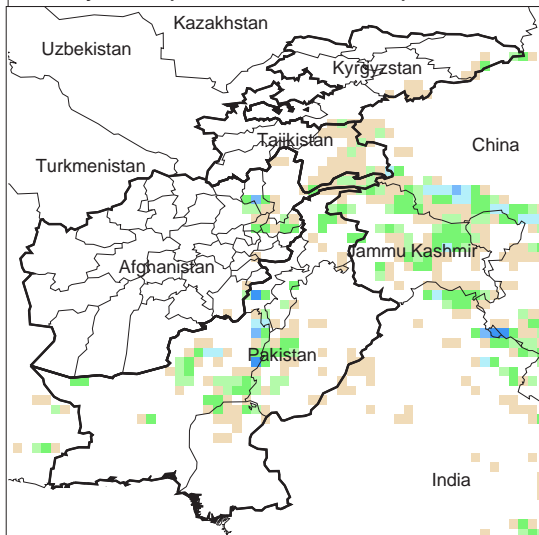 Kazakhstan
Uzbekistan
Kyrgyzstan
Tajikistan
China
Turkmenistan
Jammu Kashmir
Afghanistan
Pakistan
India